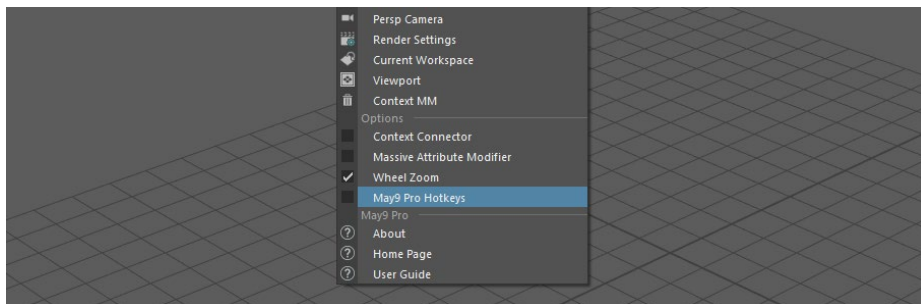 Persp Camera
Render Settings
Current Workspace
Viewport
Context MM
Options
Context Connector
Massive Attribute Modifier
Wheel Zoom
May9 Pro Hotkeys
May9 Pro
About
Home Page
User Guide